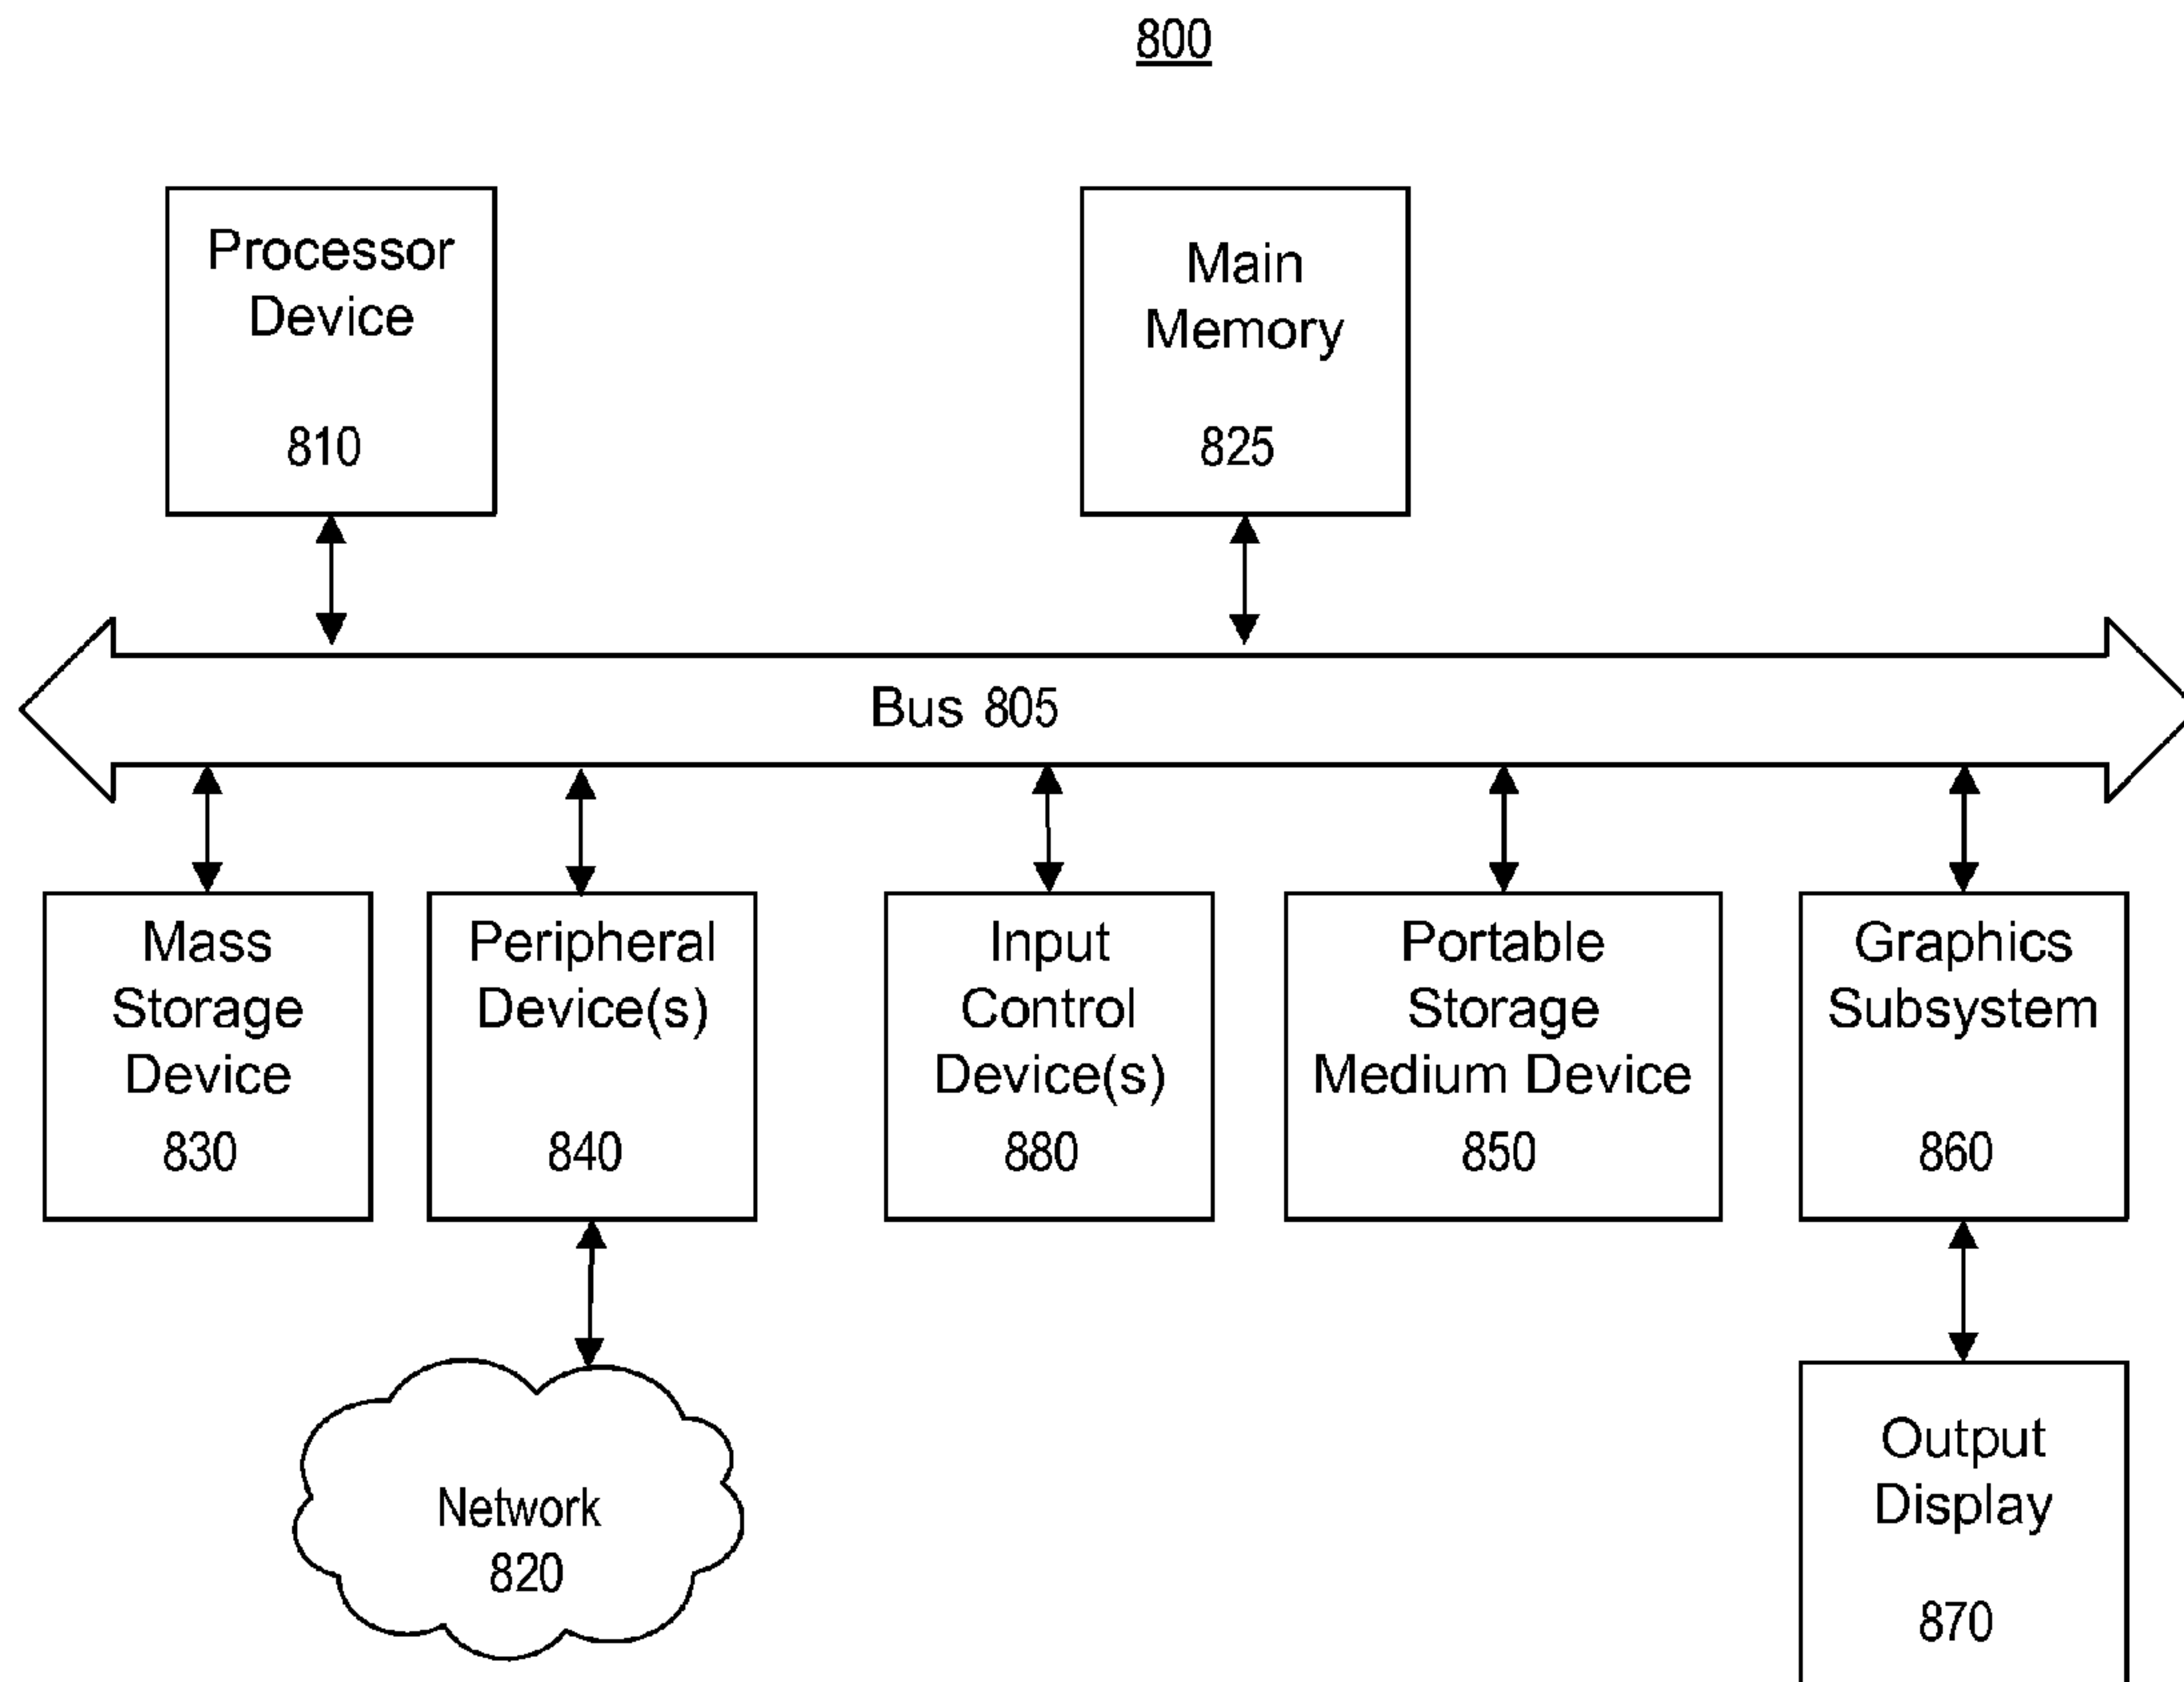 800
Processor
Device
810
Main
Memory
825
Bus 805
Mass
Storage
Device
830
Peripheral
Device(s)
840
Input
Control
Device(s)
880
Portable
Storage
Medium Device
850
Graphics
Subsystem
860
Network
820
Output
Display
870